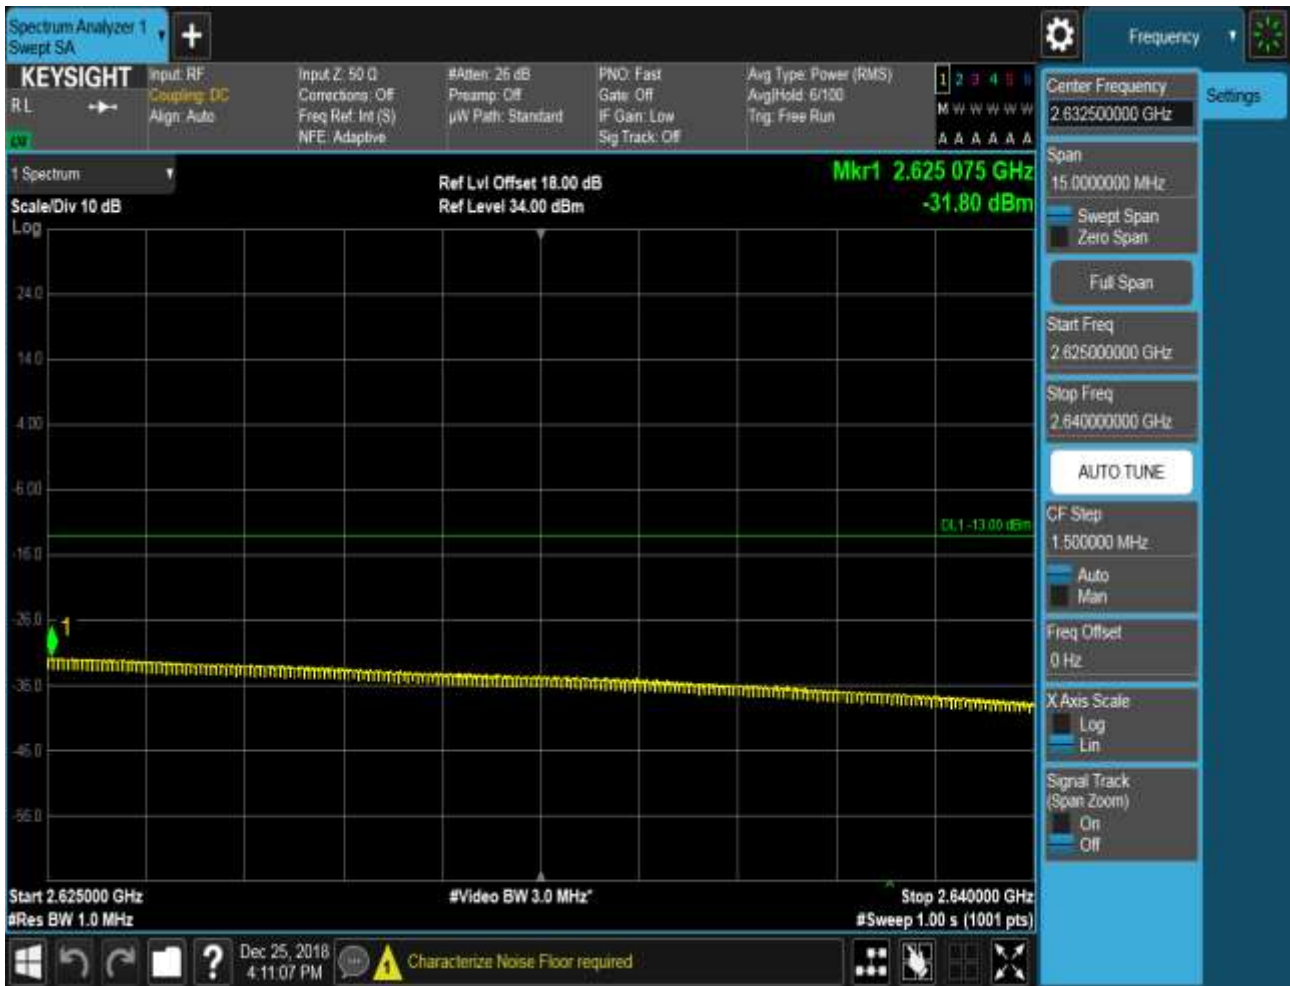 Spectrum Analyzer 1
Swept SA
Frequency
KEYSIGHT
R L
Input: RF
Coupling: DC
Align: Auto
Input Z: 50 Ω
Corrections: Off
Freq Ref: Int (S)
NFE: Adaptive
#Atten: 26 dB
Preamp: Off
µW Path: Standard
PNO: Fast
Gate: Off
IF Gain: Low
Sig Track: Off
Avg Type: Power (RMS)
Avg|Hold: 6/100
Trig: Free Run
1 2 3 4 5 6
M W W W W W
A A A A A A
1 Spectrum
Scale/Div 10 dB
Log
Ref Lvl Offset 18.00 dB
Ref Level 34.00 dBm
Mkr1 2.625 075 GHz
-31.80 dBm
24.0
14.0
4.00
-6.00
DL1 -13.00 dBm
-16.0
-26.0
1
-36.0
-46.0
-56.0
Start 2.625000 GHz
#Res BW 1.0 MHz
#Video BW 3.0 MHz*
Stop 2.640000 GHz
#Sweep 1.00 s (1001 pts)
Center Frequency
2.632500000 GHz
Settings
Span
15.0000000 MHz
Swept Span
Zero Span
Full Span
Start Freq
2.625000000 GHz
Stop Freq
2.640000000 GHz
AUTO TUNE
CF Step
1.500000 MHz
Auto
Man
Freq Offset
0 Hz
X Axis Scale
Log
Lin
Signal Track
(Span Zoom)
On
Off
?
Dec 25, 2018
4:11:07 PM
1
Characterize Noise Floor required